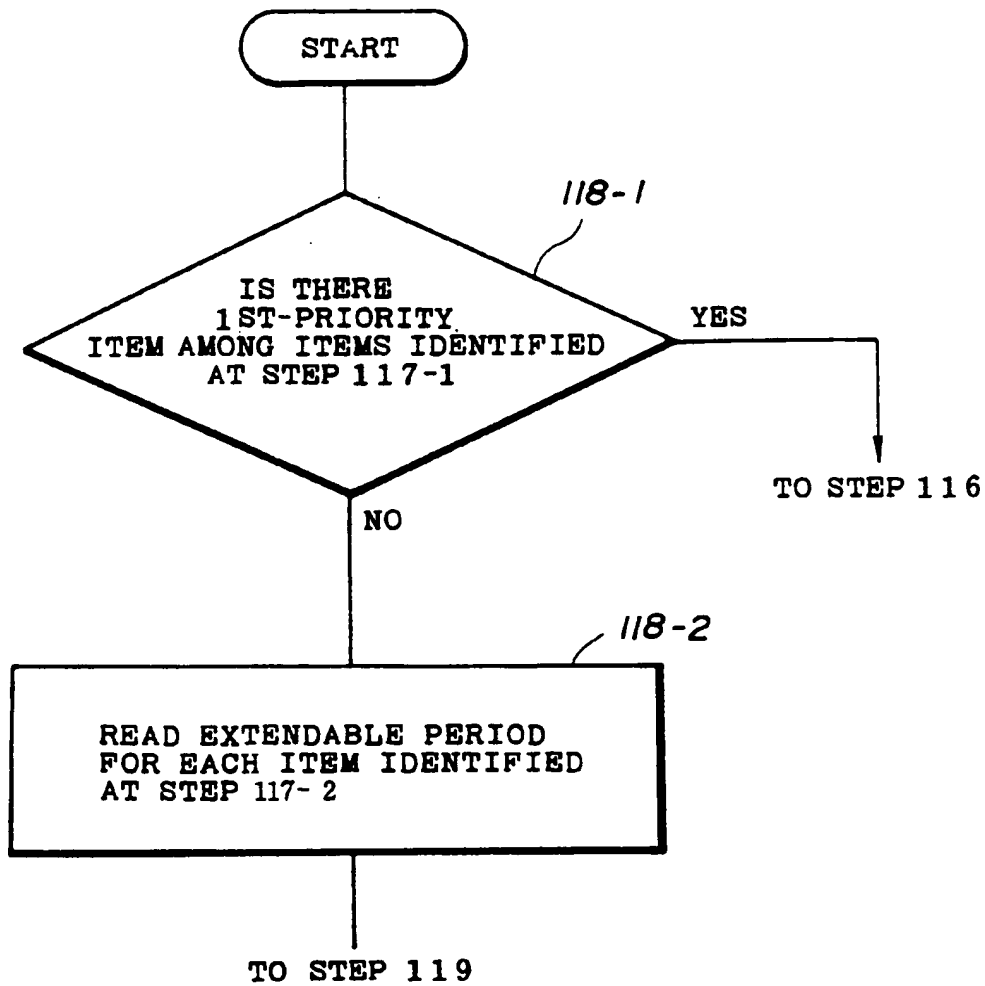 START
118-1
IS THERE
1ST-PRIORITY
ITEM AMONG ITEMS IDENTIFIED
AT STEP 117-1
YES
TO STEP 116
NO
118-2
READ EXTENDABLE PERIOD
FOR EACH ITEM IDENTIFIED
AT STEP 117-2
TO STEP 119